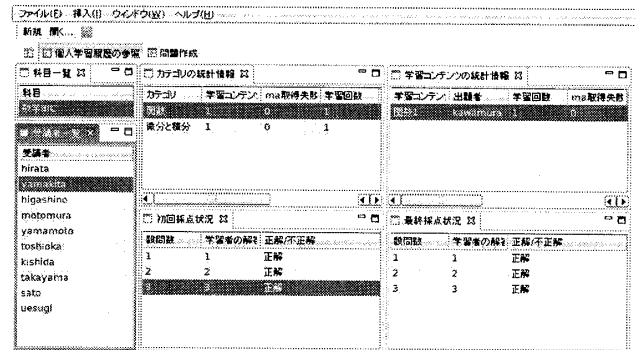 ファイル(F) 挿入(I) ウィンドウ(W) ヘルプ(H)
新規 開く...
個人学習履歴の参照 問題作成
科目一覧
科目
受講者一覧
受講者
hirata
yamakita
higashino
motomura
yamamoto
toshioka
kishida
takayama
sato
uesugi
カテゴリの統計情報
カテゴリ 学習コンテン ma取得失敗 学習回数
1 0 1
微分と積分 1 0 1
初回採点状況
設問数 学習者の解答 正解/不正解
1 1 正解
2 2 正解
3 3 正解
学習コンテンツの統計情報
学習コンテン 出題者 学習回数 ma取得失敗
kawamura 1 0
最終採点状況
設問数 学習者の解答 正解/不正解
1 1 正解
2 2 正解
3 3 正解